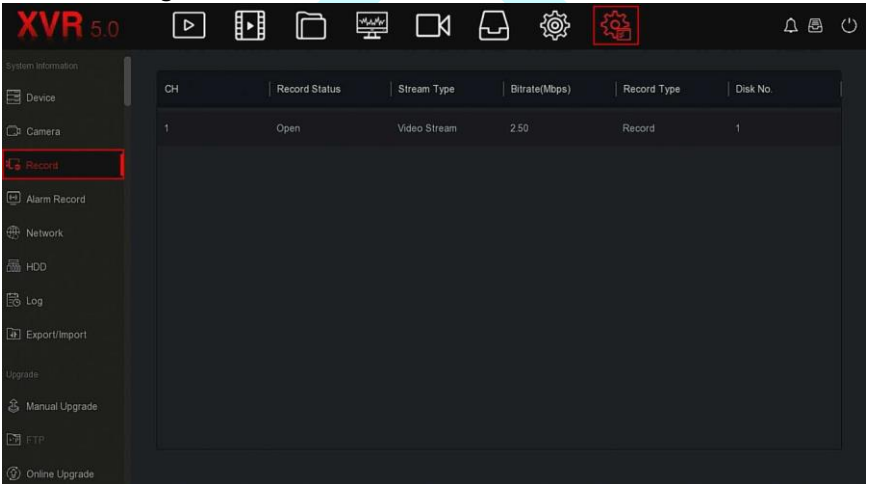 XVR 5.0
System Information
Device
Camera
Record
Alarm Record
Network
HDD
Log
Export/Import
Upgrade
Manual Upgrade
FTP
Online Upgrade
CH Record Status Stream Type Bitrate(Mbps) Record Type Disk No.
1 Open Video Stream 2.50 Record 1